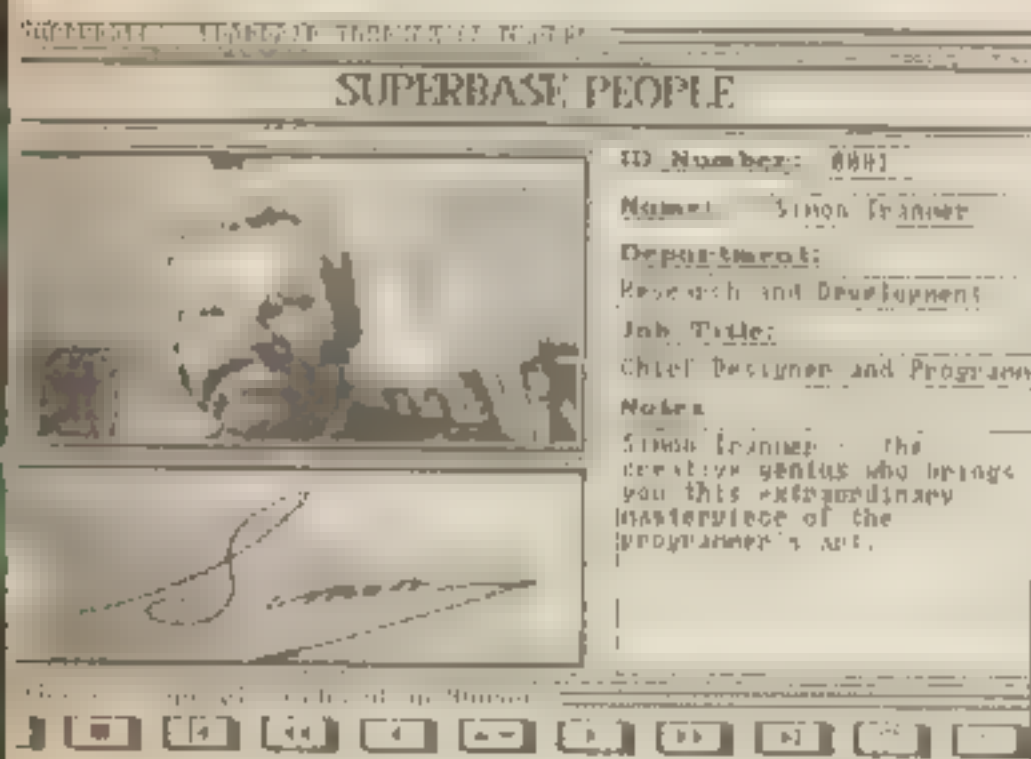 SUPERBASE PEOPLE
ID Number: 0001
Name: Simon Tranmer
Department:
Research and Development
Job Title:
Chief Designer and
Notes
Simon Tranmer - the
creative genius who brings
you this extraordinary
masterpiece of the
programmer's art.